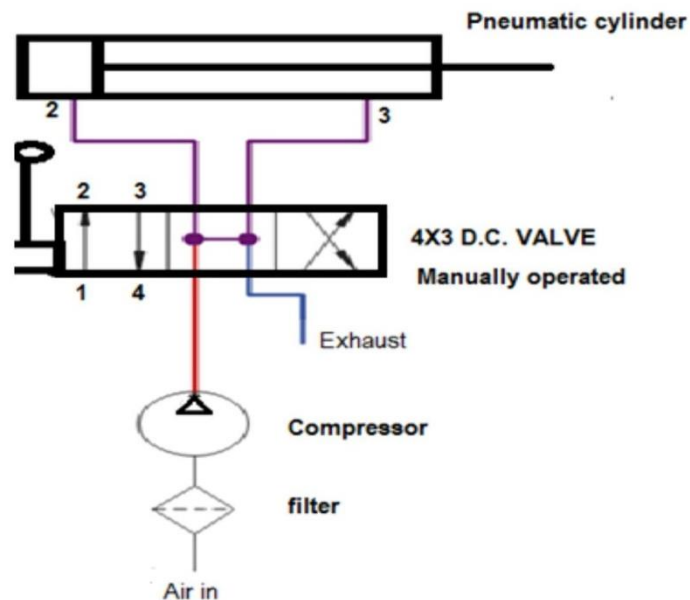 Pneumatic cylinder
2
3
2 3
4X3 D.C. VALVE
Manually operated
1 4
Exhaust
Compressor
filter
Air in